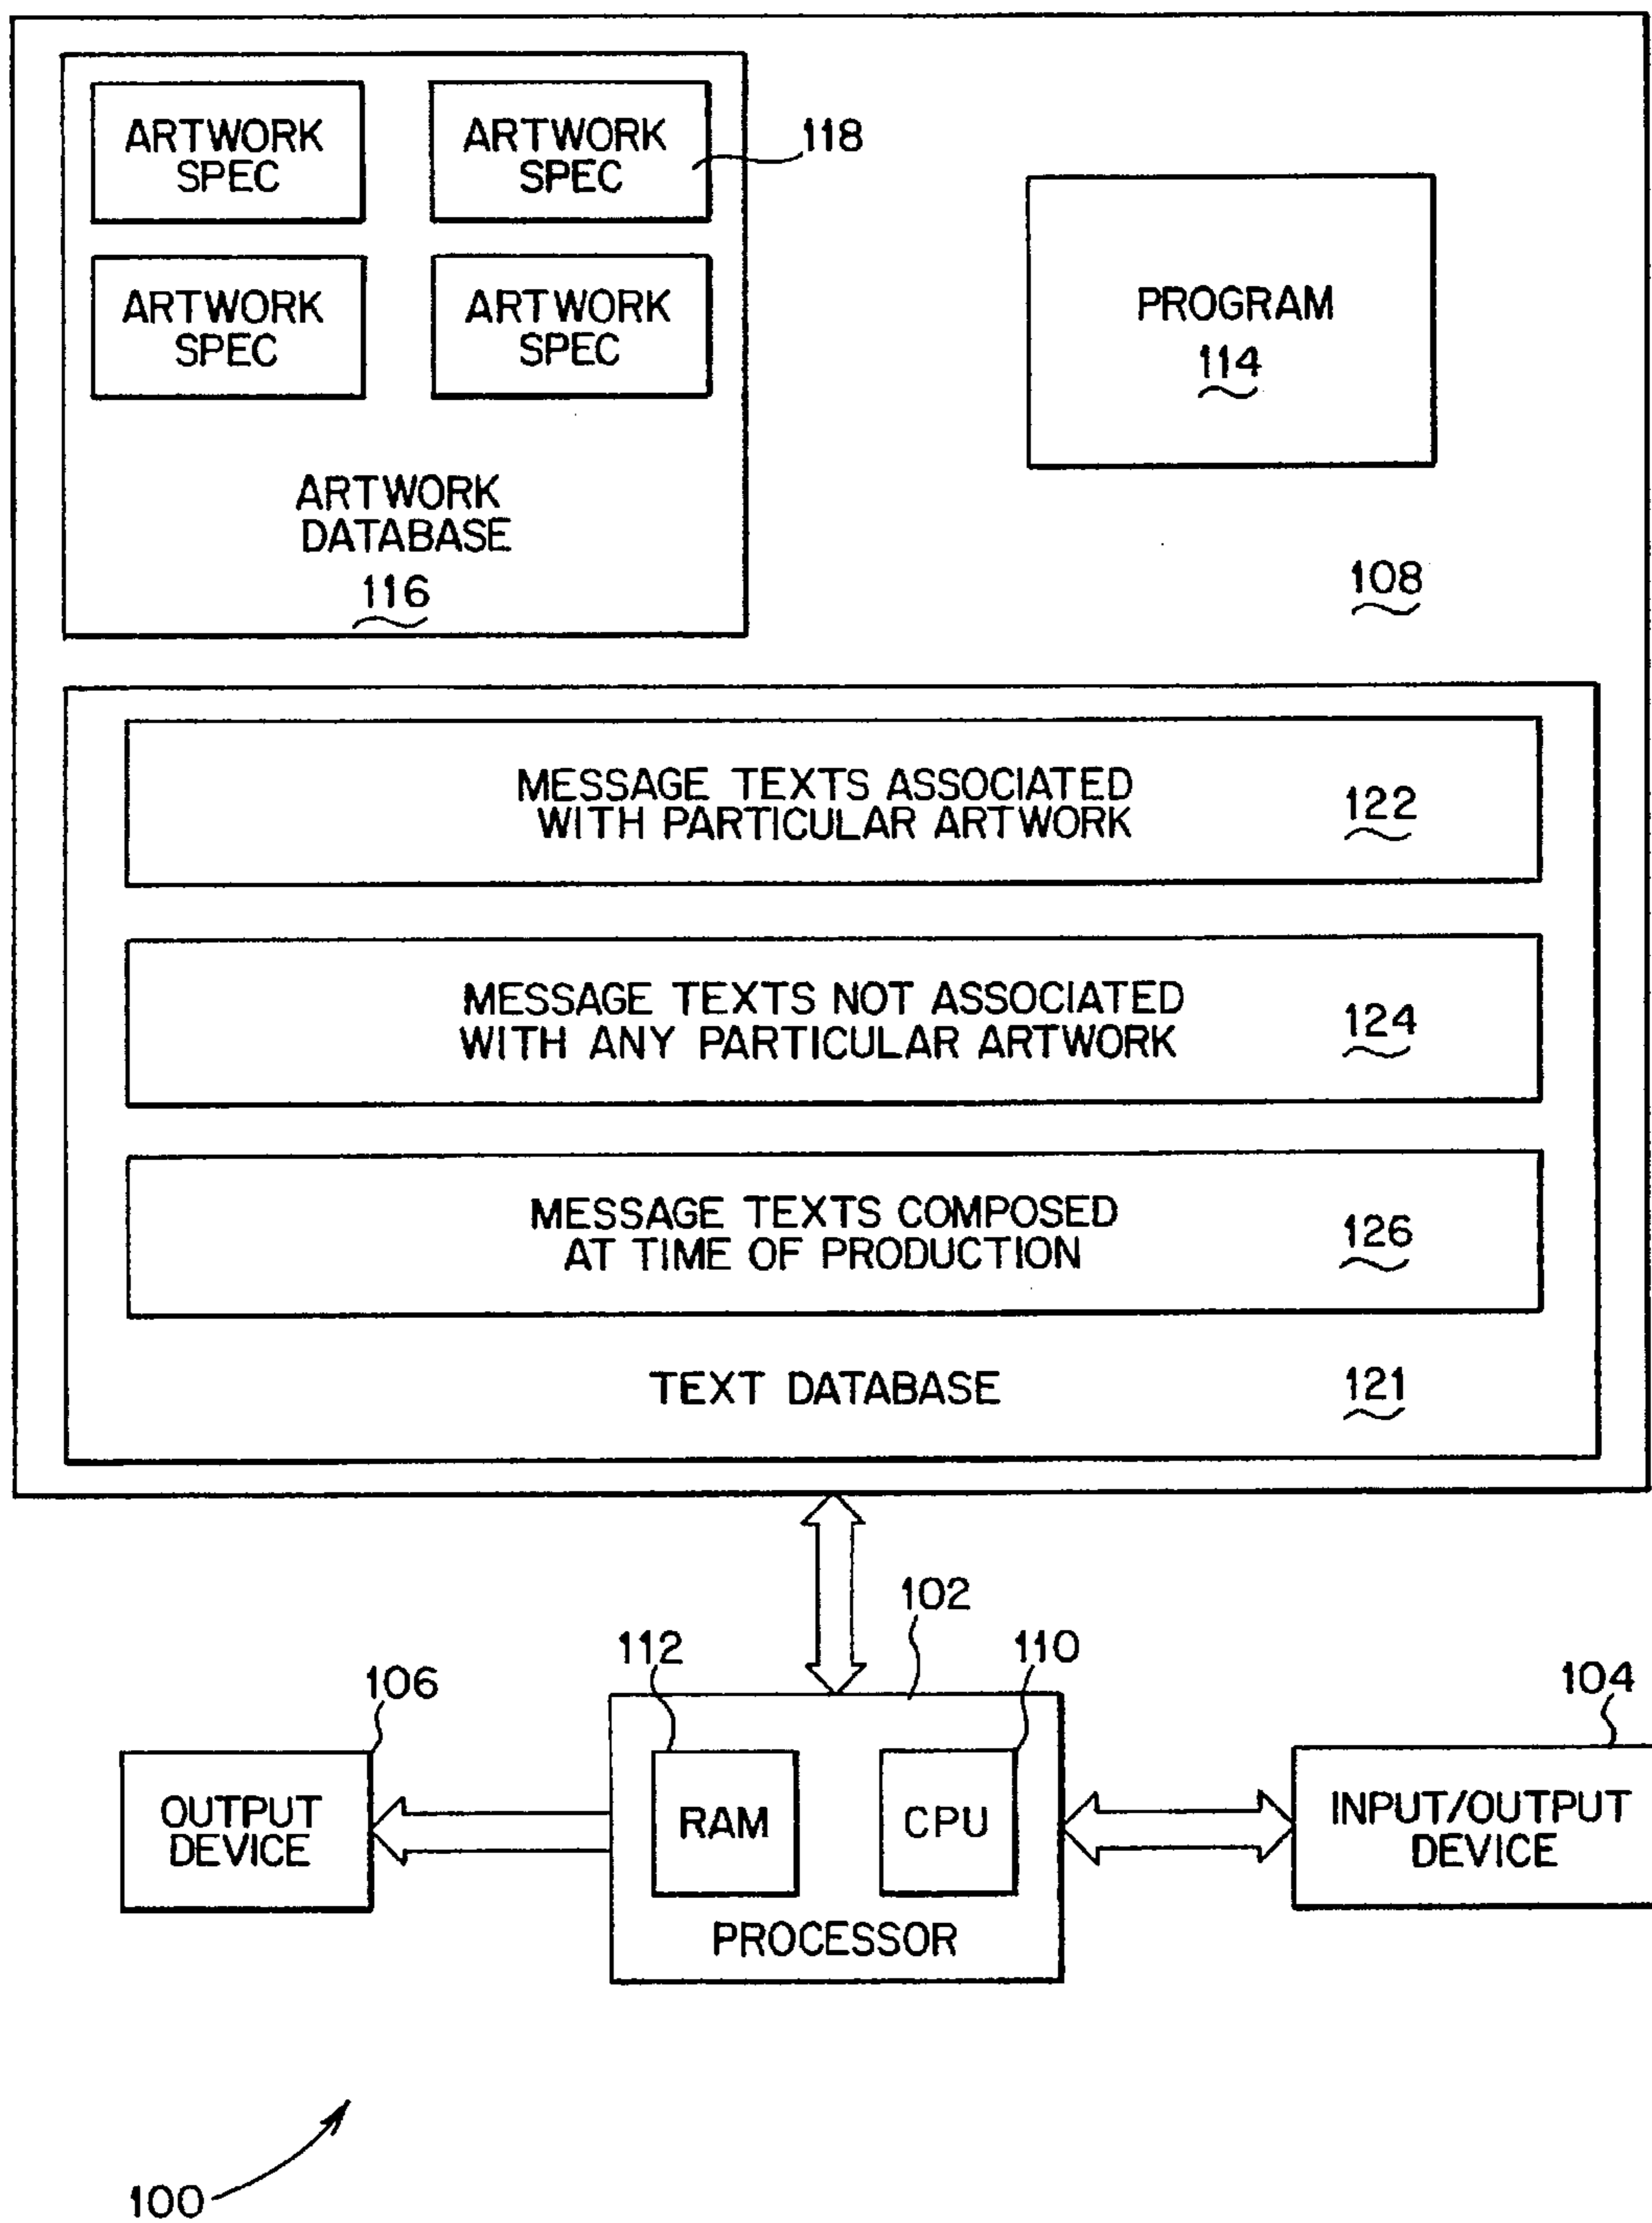 ARTWORK
SPEC
ARTWORK
SPEC
118
ARTWORK
SPEC
ARTWORK
SPEC
ARTWORK
DATABASE
116
PROGRAM
114
108
MESSAGE TEXTS ASSOCIATED
WITH PARTICULAR ARTWORK
122
MESSAGE TEXTS NOT ASSOCIATED
WITH ANY PARTICULAR ARTWORK
124
MESSAGE TEXTS COMPOSED
AT TIME OF PRODUCTION
126
TEXT DATABASE
121
102
112
110
106
104
OUTPUT
DEVICE
RAM
CPU
PROCESSOR
INPUT/OUTPUT
DEVICE
100